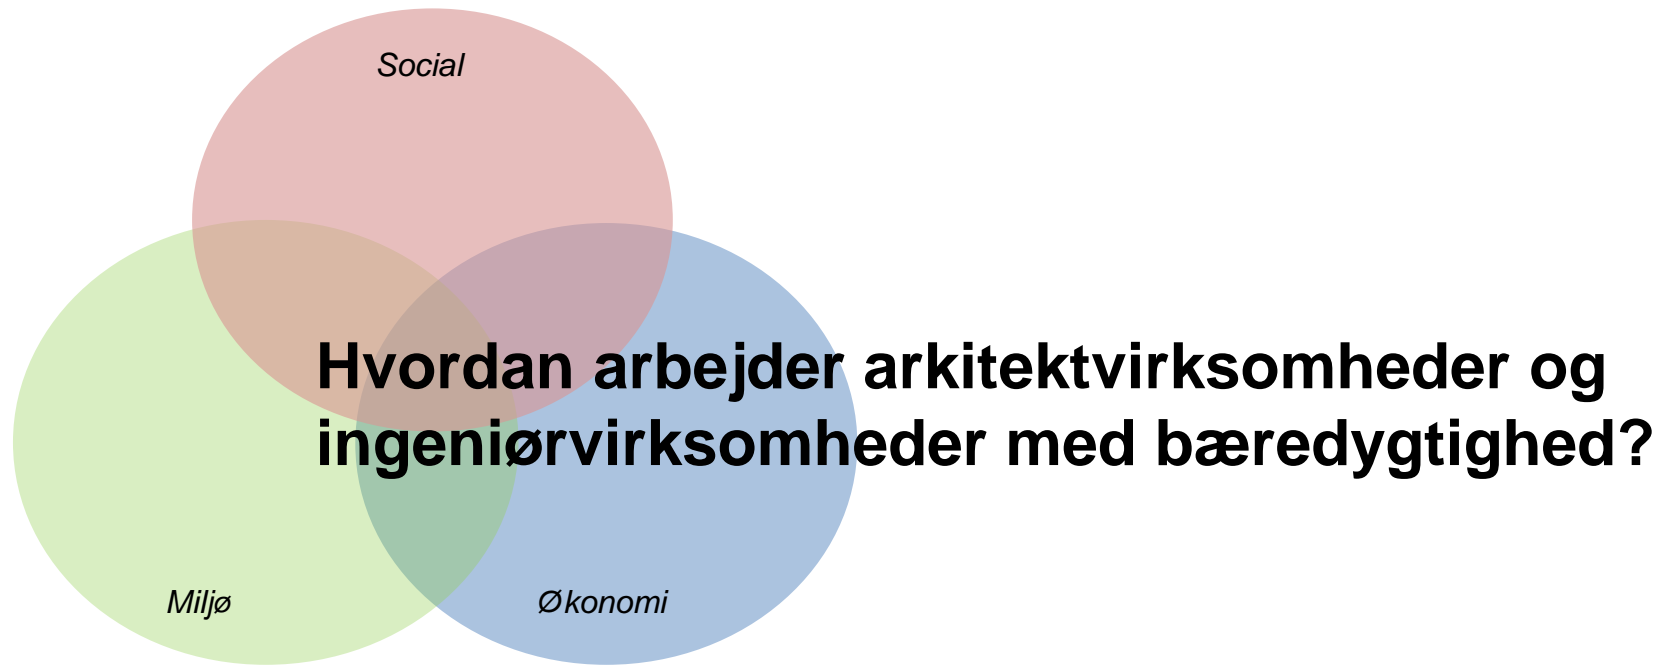 Social
Hvordan arbejder arkitektvirksomheder og
ingeniørvirksomheder med bæredygtighed?
Miljø
Økonomi